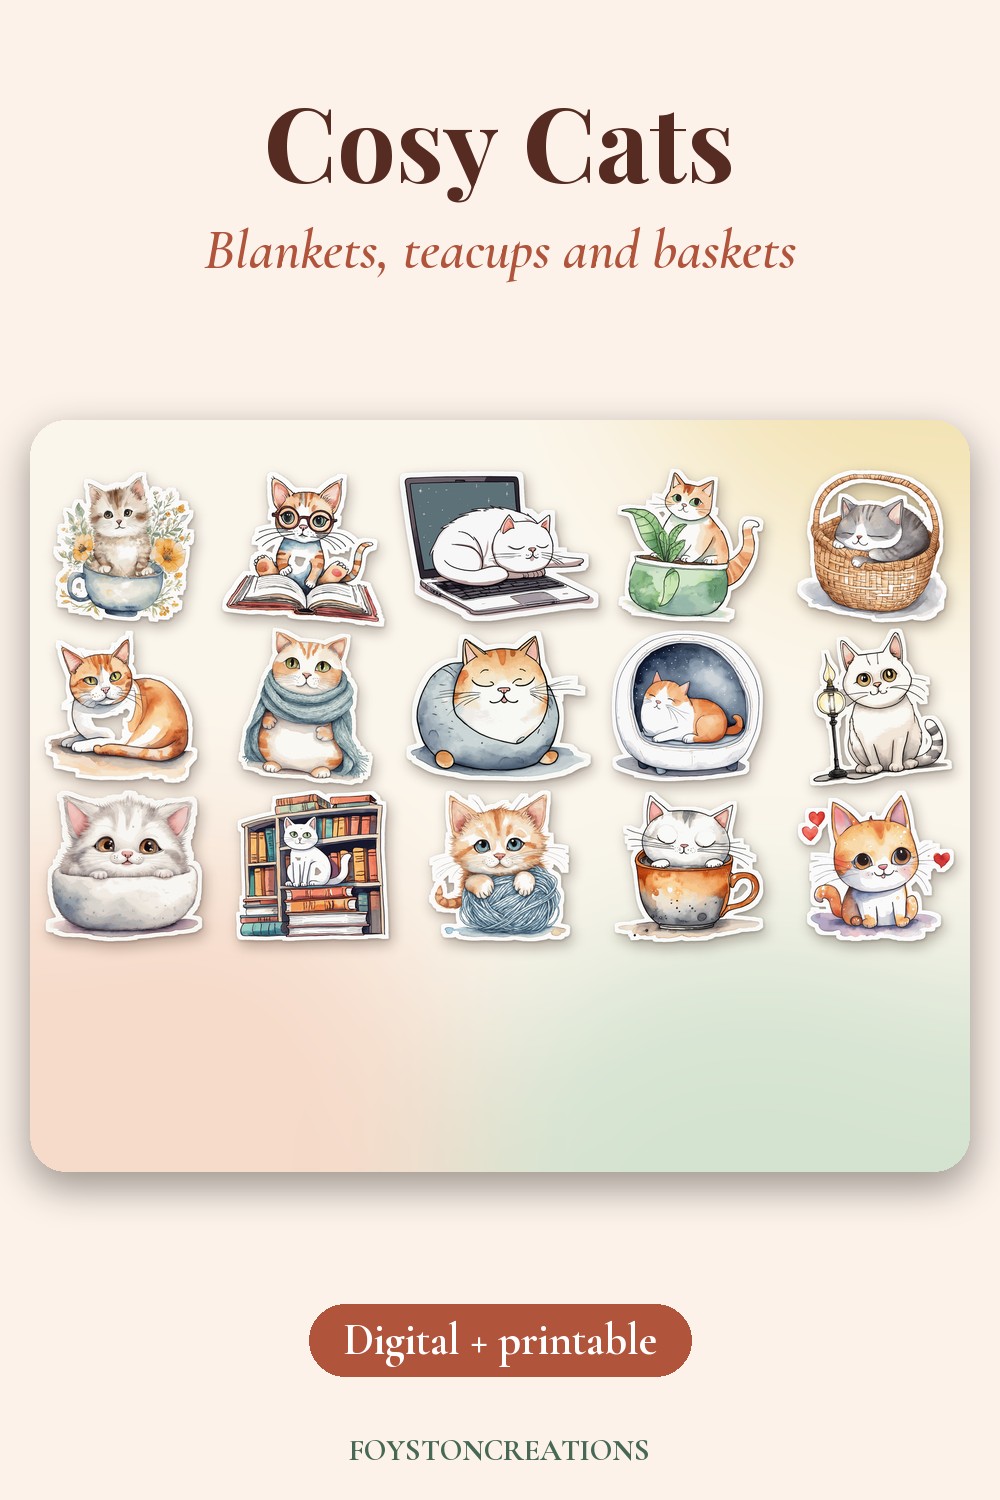 Cosy Cats
Blankets, teacups and baskets
Digital + printable
FOYSTONCREATIONS